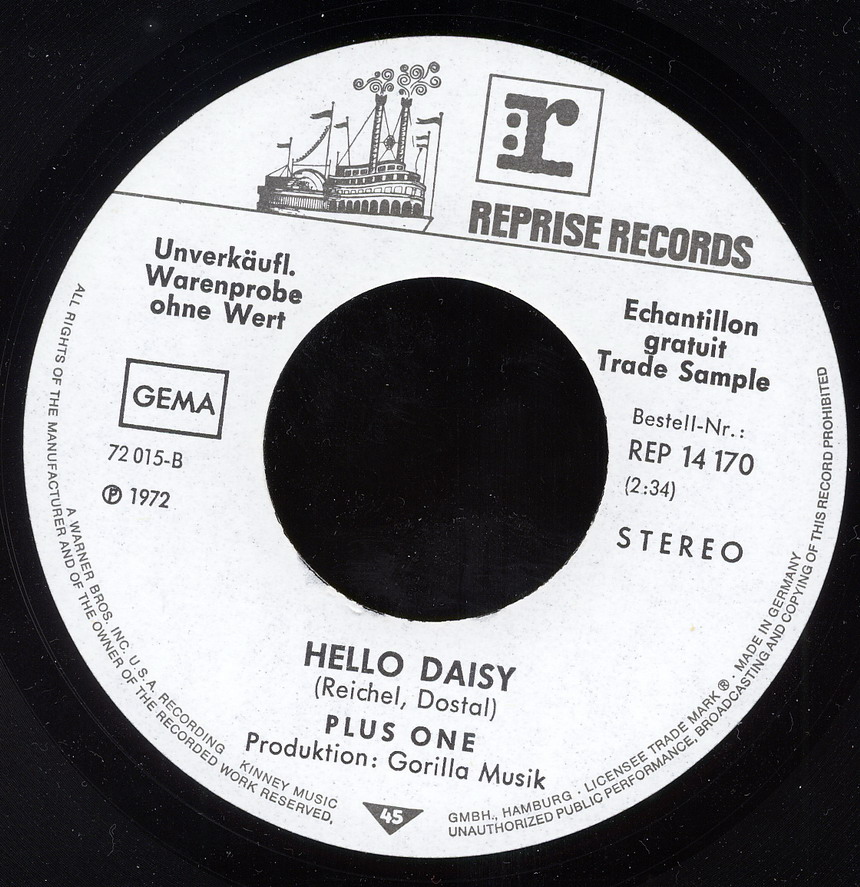 r
REPRISE RECORDS
Unverkäufl.
Warenprobe
ohne Wert
Echantillon
gratuit
Trade Sample
GEMA
72 015-B
Ⓟ 1972
Bestell-Nr.:
REP 14 170
(2:34)
STEREO
HELLO DAISY
(Reichel, Dostal)
PLUS ONE
Produktion: Gorilla Musik
45
ALL RIGHTS OF THE MANUFACTURER AND OF THE OWNER OF THE RECORDED WORK RESERVED,
UNAUTHORIZED PUBLIC PERFORMANCE, BROADCASTING AND COPYING OF THIS RECORD PROHIBITED
A WARNER BROS. INC. U.S.A. RECORDING
KINNEY MUSIC
GMBH., HAMBURG · LICENSEE TRADE MARK ® · MADE IN GERMANY